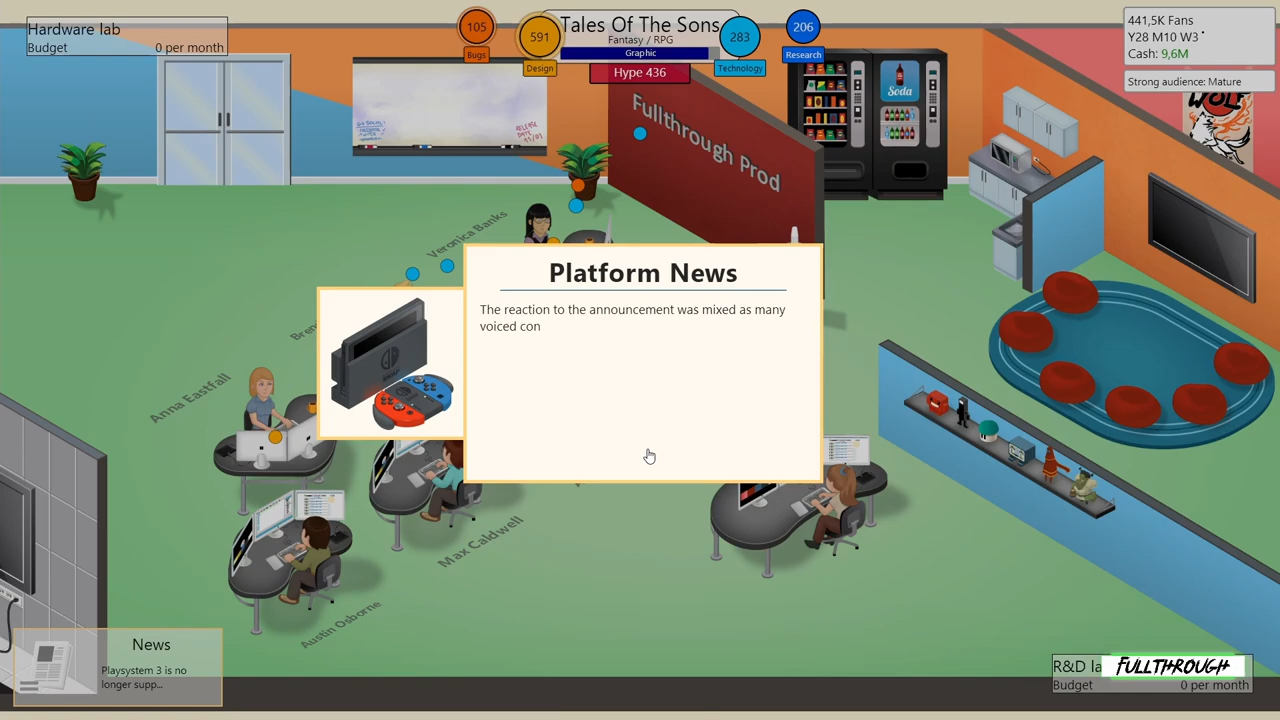 Hardware lab
Budget 0 per month
105
Bugs
591
Design
Tales Of The Sons
Fantasy / RPG
Graphic
Hype 436
283
Technology
206
Research
441,5K Fans
Y28 M10 W3
Cash: 9,6M
Strong audience: Mature
Fullthrough Prod
Soda
RELEASE
DATE
Veronica Banks
Bren
Anna Eastfall
Platform News
The reaction to the announcement was mixed as many
voiced con
Max Caldwell
Austin Osborne
News
Playsystem 3 is no
longer supp...
R&D la
FULLTHROUGH
Budget 0 per month